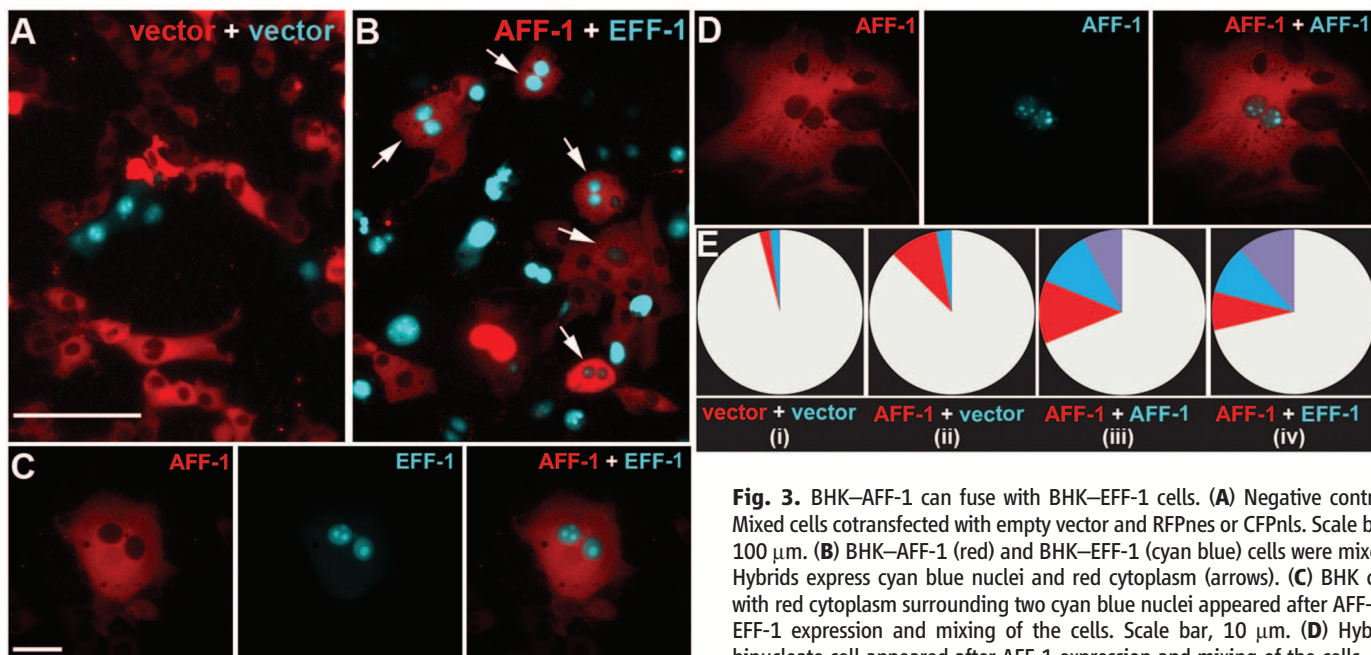 A
vector + vector
B
AFF-1 + EFF-1
D
AFF-1
AFF-1
AFF-1 + AFF-1
E
vector + vector
(i)
AFF-1 + vector
(ii)
AFF-1 + AFF-1
(iii)
AFF-1 + EFF-1
(iv)
C
AFF-1
EFF-1
AFF-1 + EFF-1
Fig. 3. BHK–AFF-1 can fuse with BHK–EFF-1 cells. (A) Negative contr
Mixed cells cotransfected with empty vector and RFPnes or CFPnls. Scale b
100 μm. (B) BHK–AFF-1 (red) and BHK–EFF-1 (cyan blue) cells were mixe
Hybrids express cyan blue nuclei and red cytoplasm (arrows). (C) BHK c
with red cytoplasm surrounding two cyan blue nuclei appeared after AFF-
EFF-1 expression and mixing of the cells. Scale bar, 10 μm. (D) Hyb